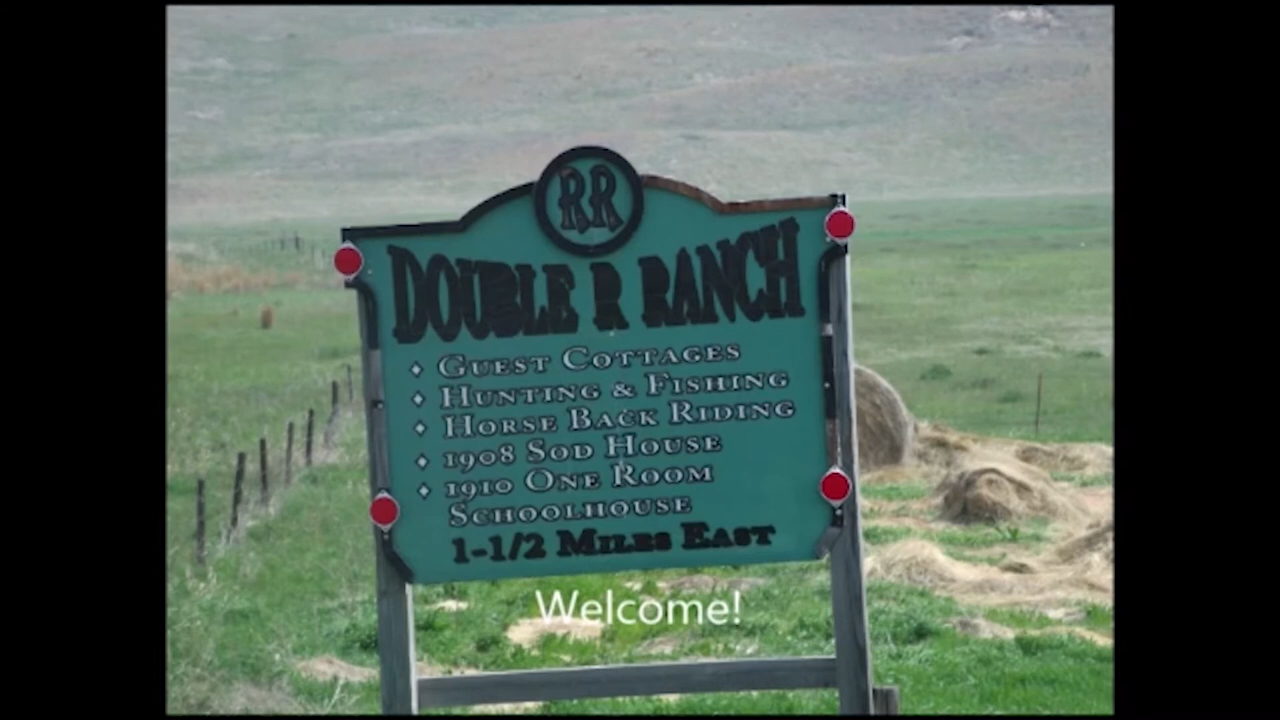 RR
DOUBLE R RANCH
GUEST COTTAGES
HUNTING & FISHING
HORSE BACK RIDING
1908 SOD HOUSE
1910 ONE ROOM
SCHOOLHOUSE
1-1/2 MILES EAST
Welcome!